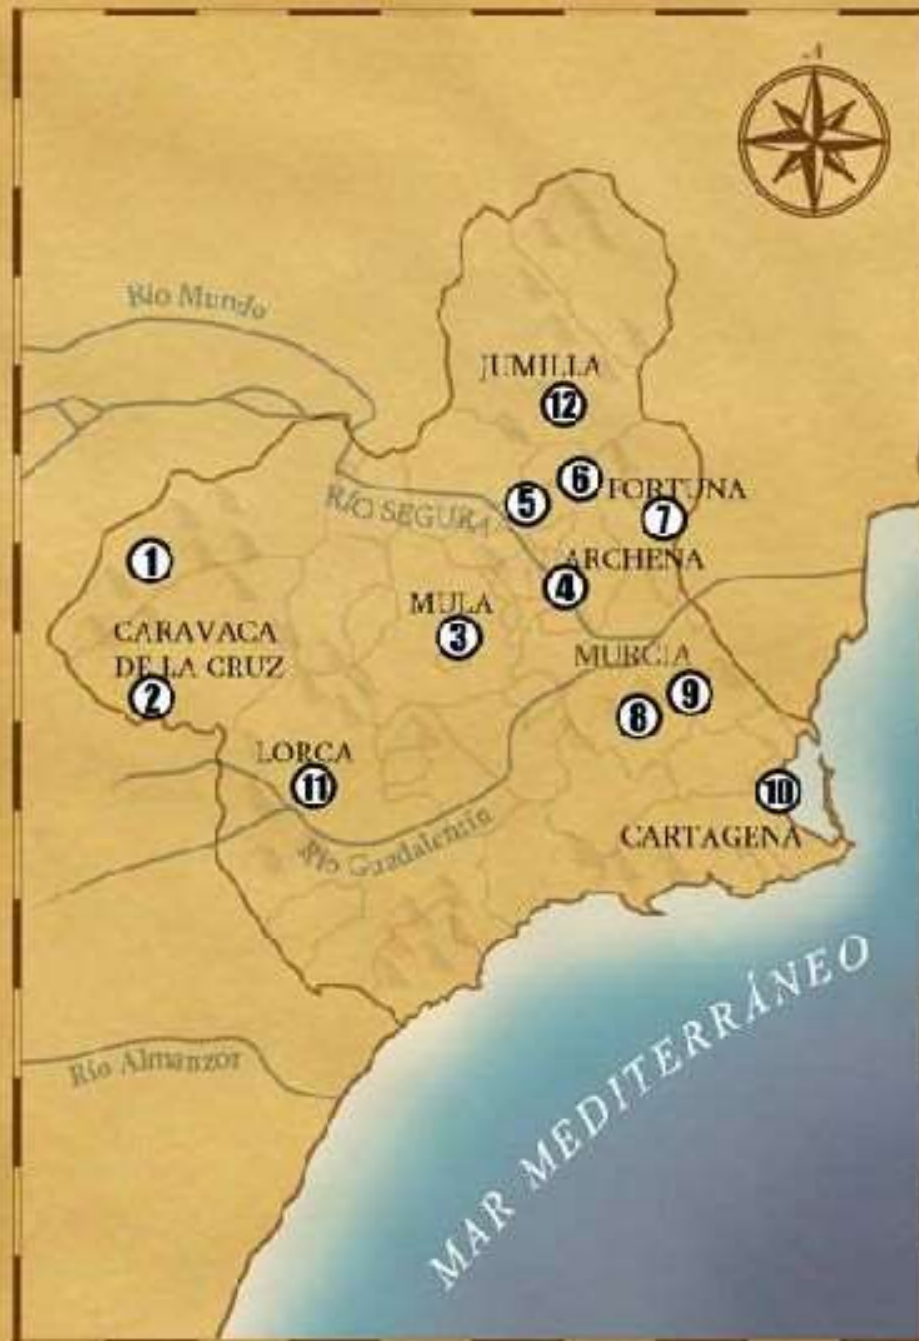 N
Río Mundo
JUMILLA
12
6
5
FORTUNA
7
RÍO SEGURA
ARCHENA
4
1
MULA
3
CARAVACA
DE LA CRUZ
2
MURCIA
9
8
LORCA
11
10
CARTAGENA
Río Guadalentín
MAR MEDITERRÁNEO
Río Almanzor